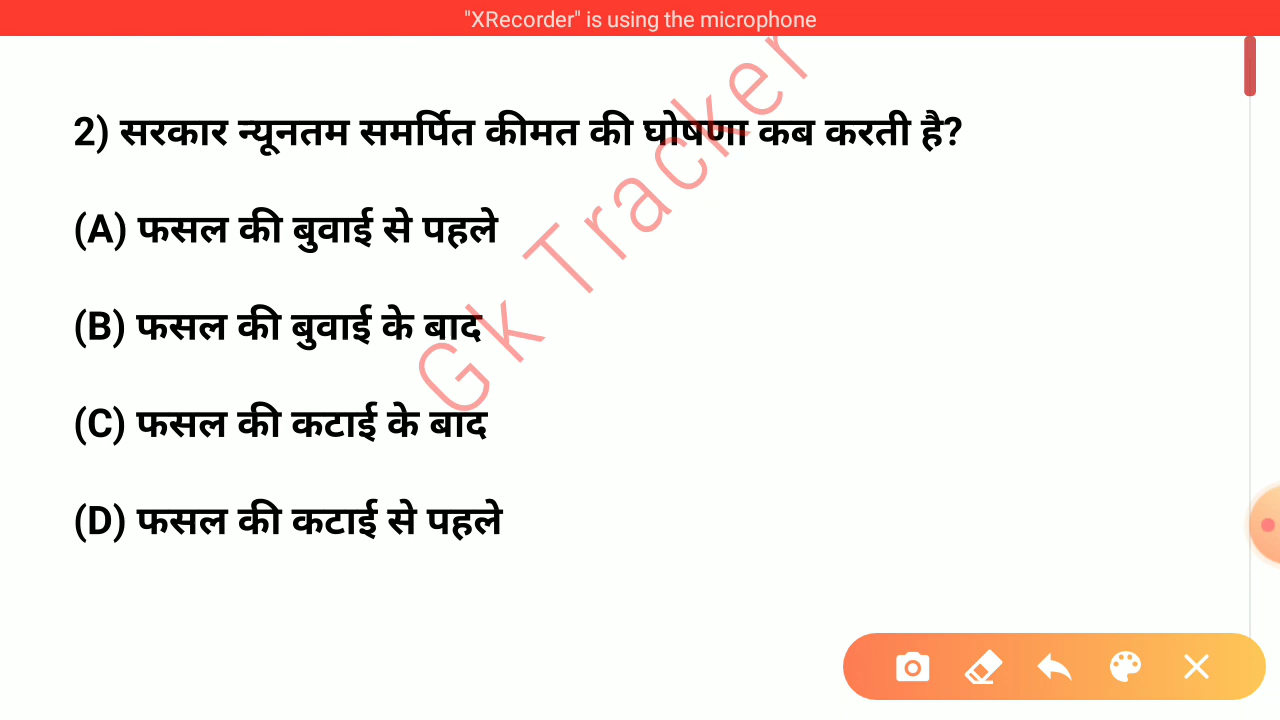 "XRecorder" is using the microphone
2) सरकार न्यूनतम समर्पित कीमत की घोषणा कब करती है?
(A) फसल की बुवाई से पहले
(B) फसल की बुवाई के बाद
(C) फसल की कटाई के बाद
(D) फसल की कटाई से पहले
Gk Tracker